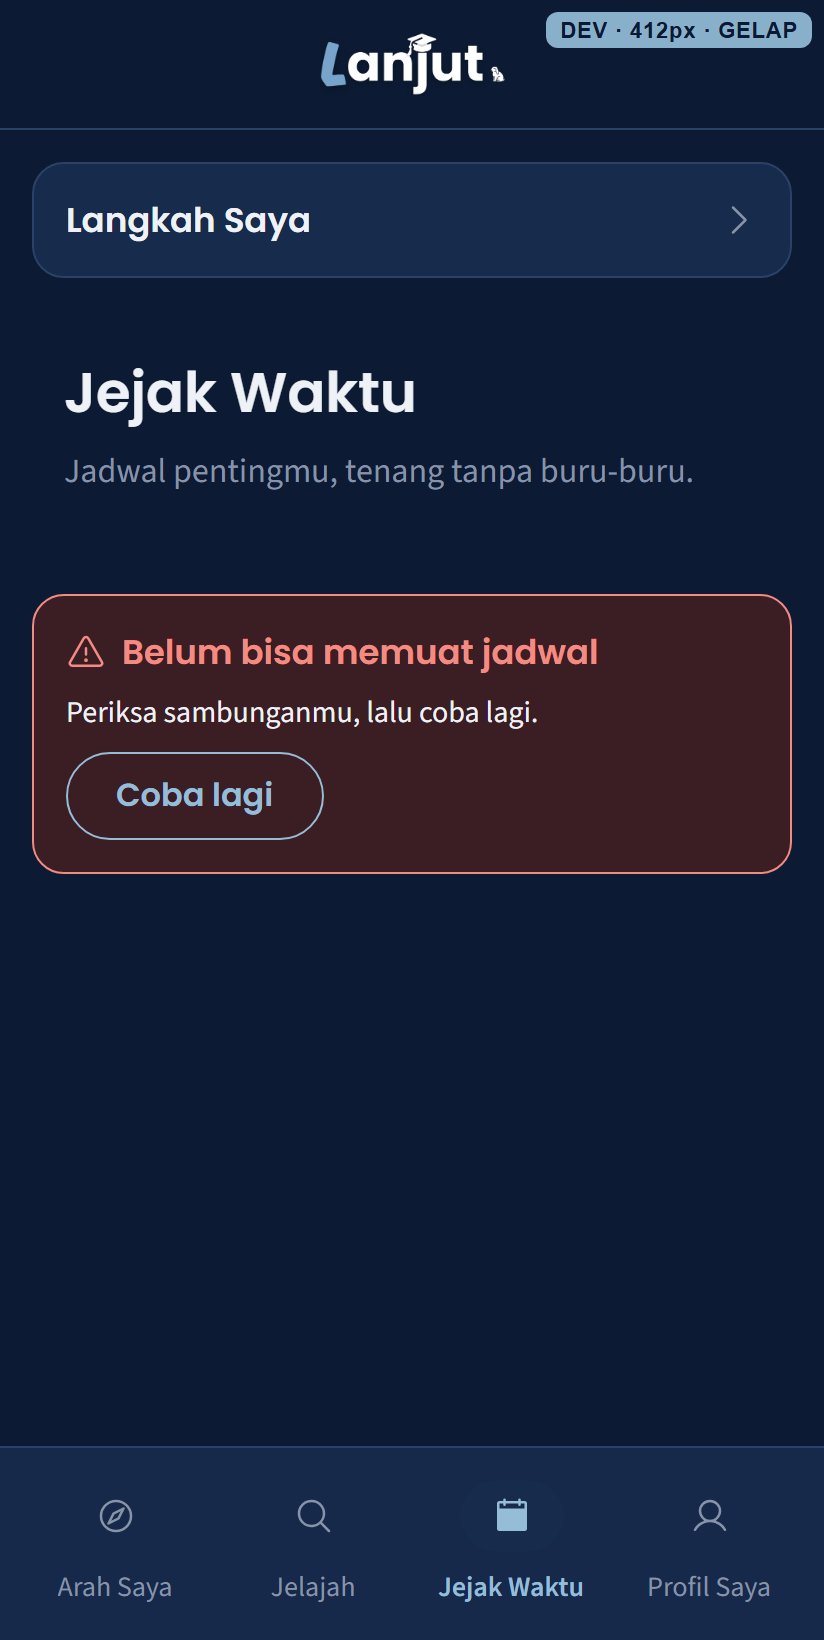 Lanjut
DEV · 412px · GELAP
Langkah Saya
Jejak Waktu
Jadwal pentingmu, tenang tanpa buru-buru.
Belum bisa memuat jadwal
Periksa sambunganmu, lalu coba lagi.
Coba lagi
Arah Saya
Jelajah
Jejak Waktu
Profil Saya